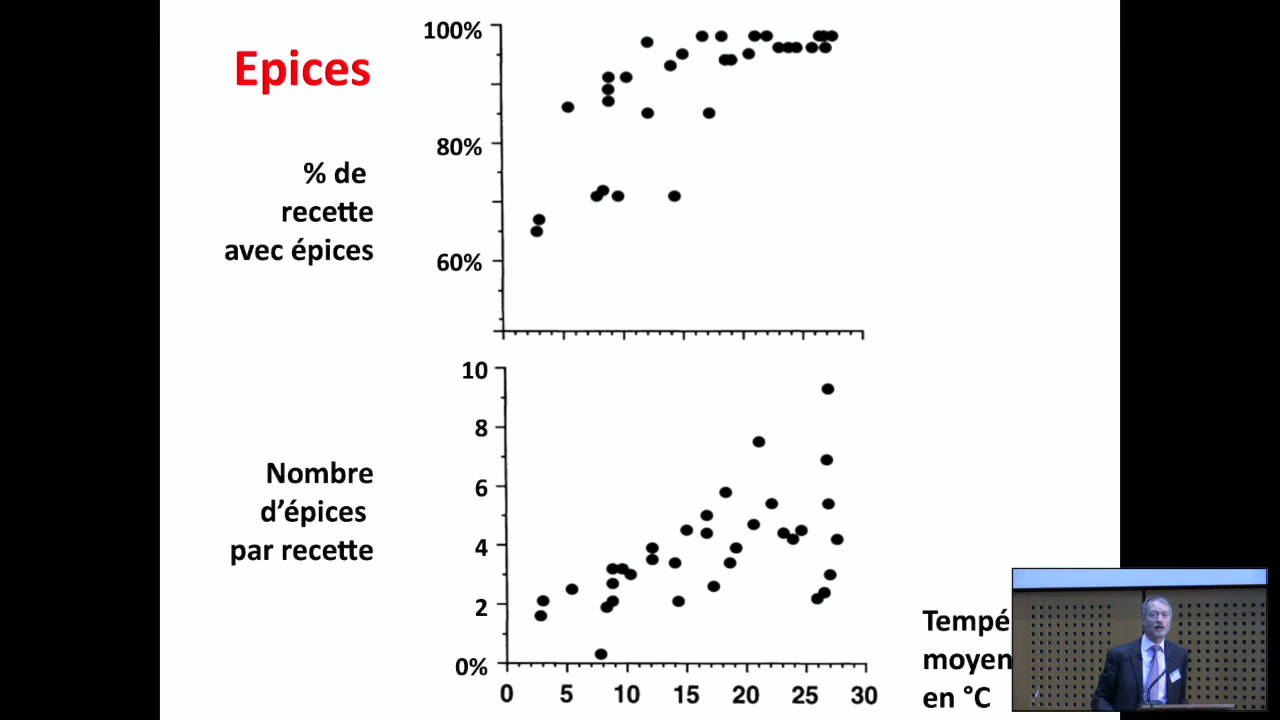 Epices
% de
recette
avec épices
100%
80%
60%
Nombre
d'épices
par recette
10
8
6
4
2
0%
0 5 10 15 20 25 30
moyen
en °C